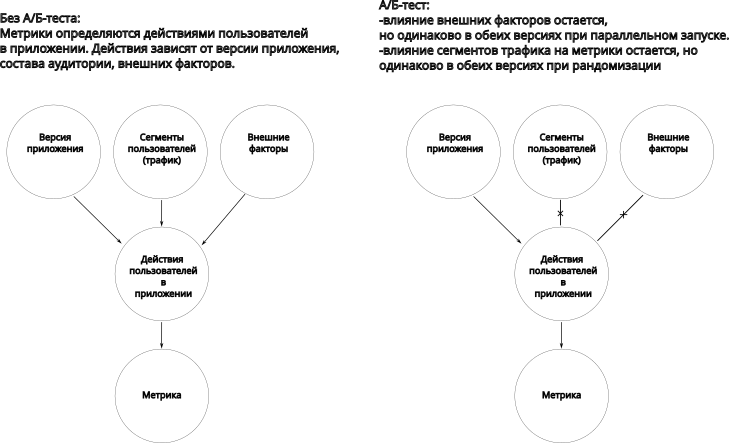 Без А/Б-теста:
Метрики определяются действиями пользователей
в приложении. Действия зависят от версии приложения,
состава аудитории, внешних факторов.
А/Б-тест:
-влияние внешних факторов остается,
но одинаково в обеих версиях при параллельном запуске.
-влияние сегментов трафика на метрики остается, но
одинаково в обеих версиях при рандомизации
Версия
приложения
Сегменты
пользователей
(трафик)
Внешние
факторы
Действия
пользователей
в
приложении
Метрика
Версия
приложения
Сегменты
пользователей
(трафик)
Внешние
факторы
Действия
пользователей
в
приложении
Метрика